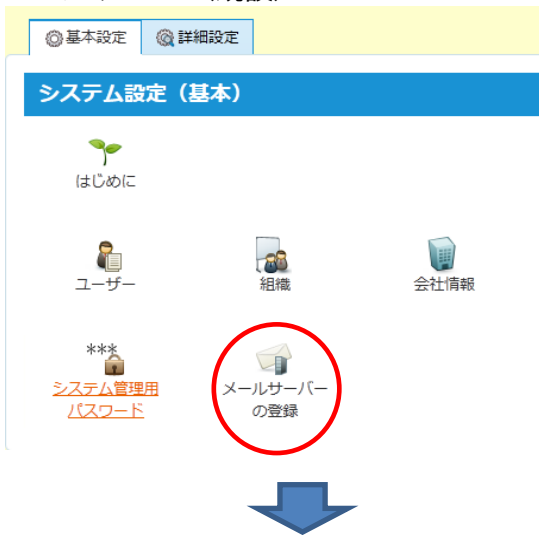 基本設定 詳細設定
システム設定（基本）
はじめに
ユーザー 組織 会社情報
***
システム管理用
パスワード
メールサーバー
の登録